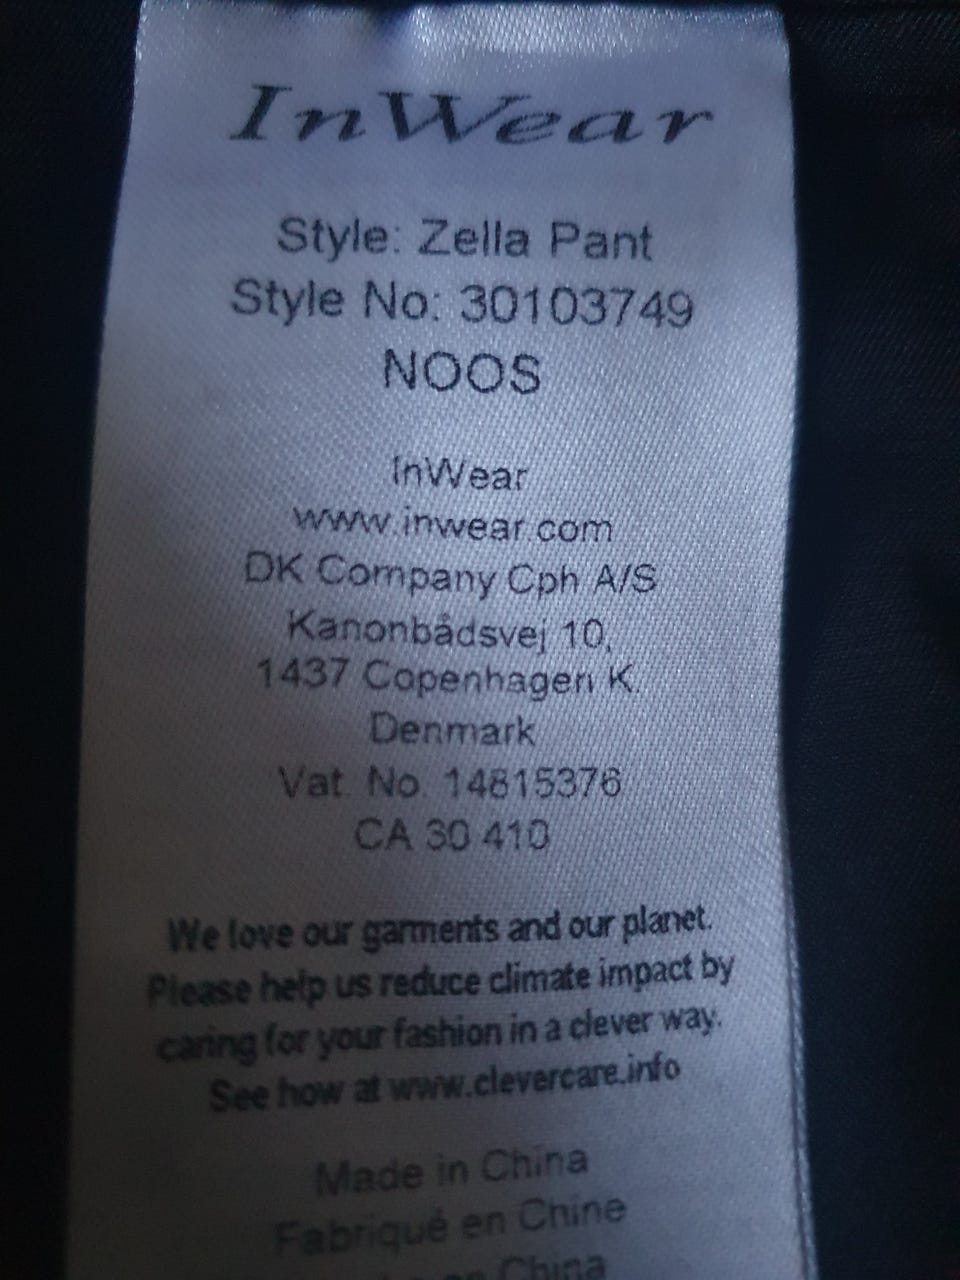 InWear
Style: Zella Pant
Style No: 30103749
NOOS
InWear
www.inwear.com
DK Company Cph A/S
Kanonbådsvej 10,
1437 Copenhagen K.
Denmark
Vat. No. 14815376
CA 30 410
We love our garments and our planet.
Please help us reduce climate impact by
caring for your fashion in a clever way.
See how at www.clevercare.info
Made in China
Fabriqué en Chine
en China